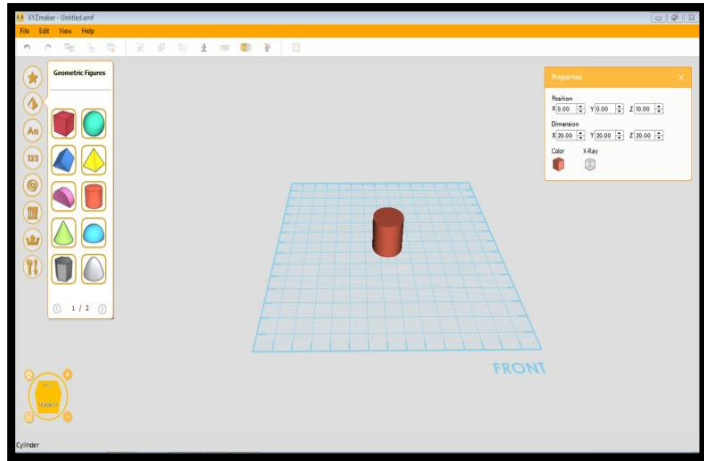 XYZmaker - Untitled.amf
File Edit View Help
Geometric Figures
Aa
123
@
1 / 2
Properties
Position
X 0.00 Y 0.00 Z 10.00
Dimension
X 20.00 Y 20.00 Z 20.00
Color X-Ray
FRONT
Cylinder